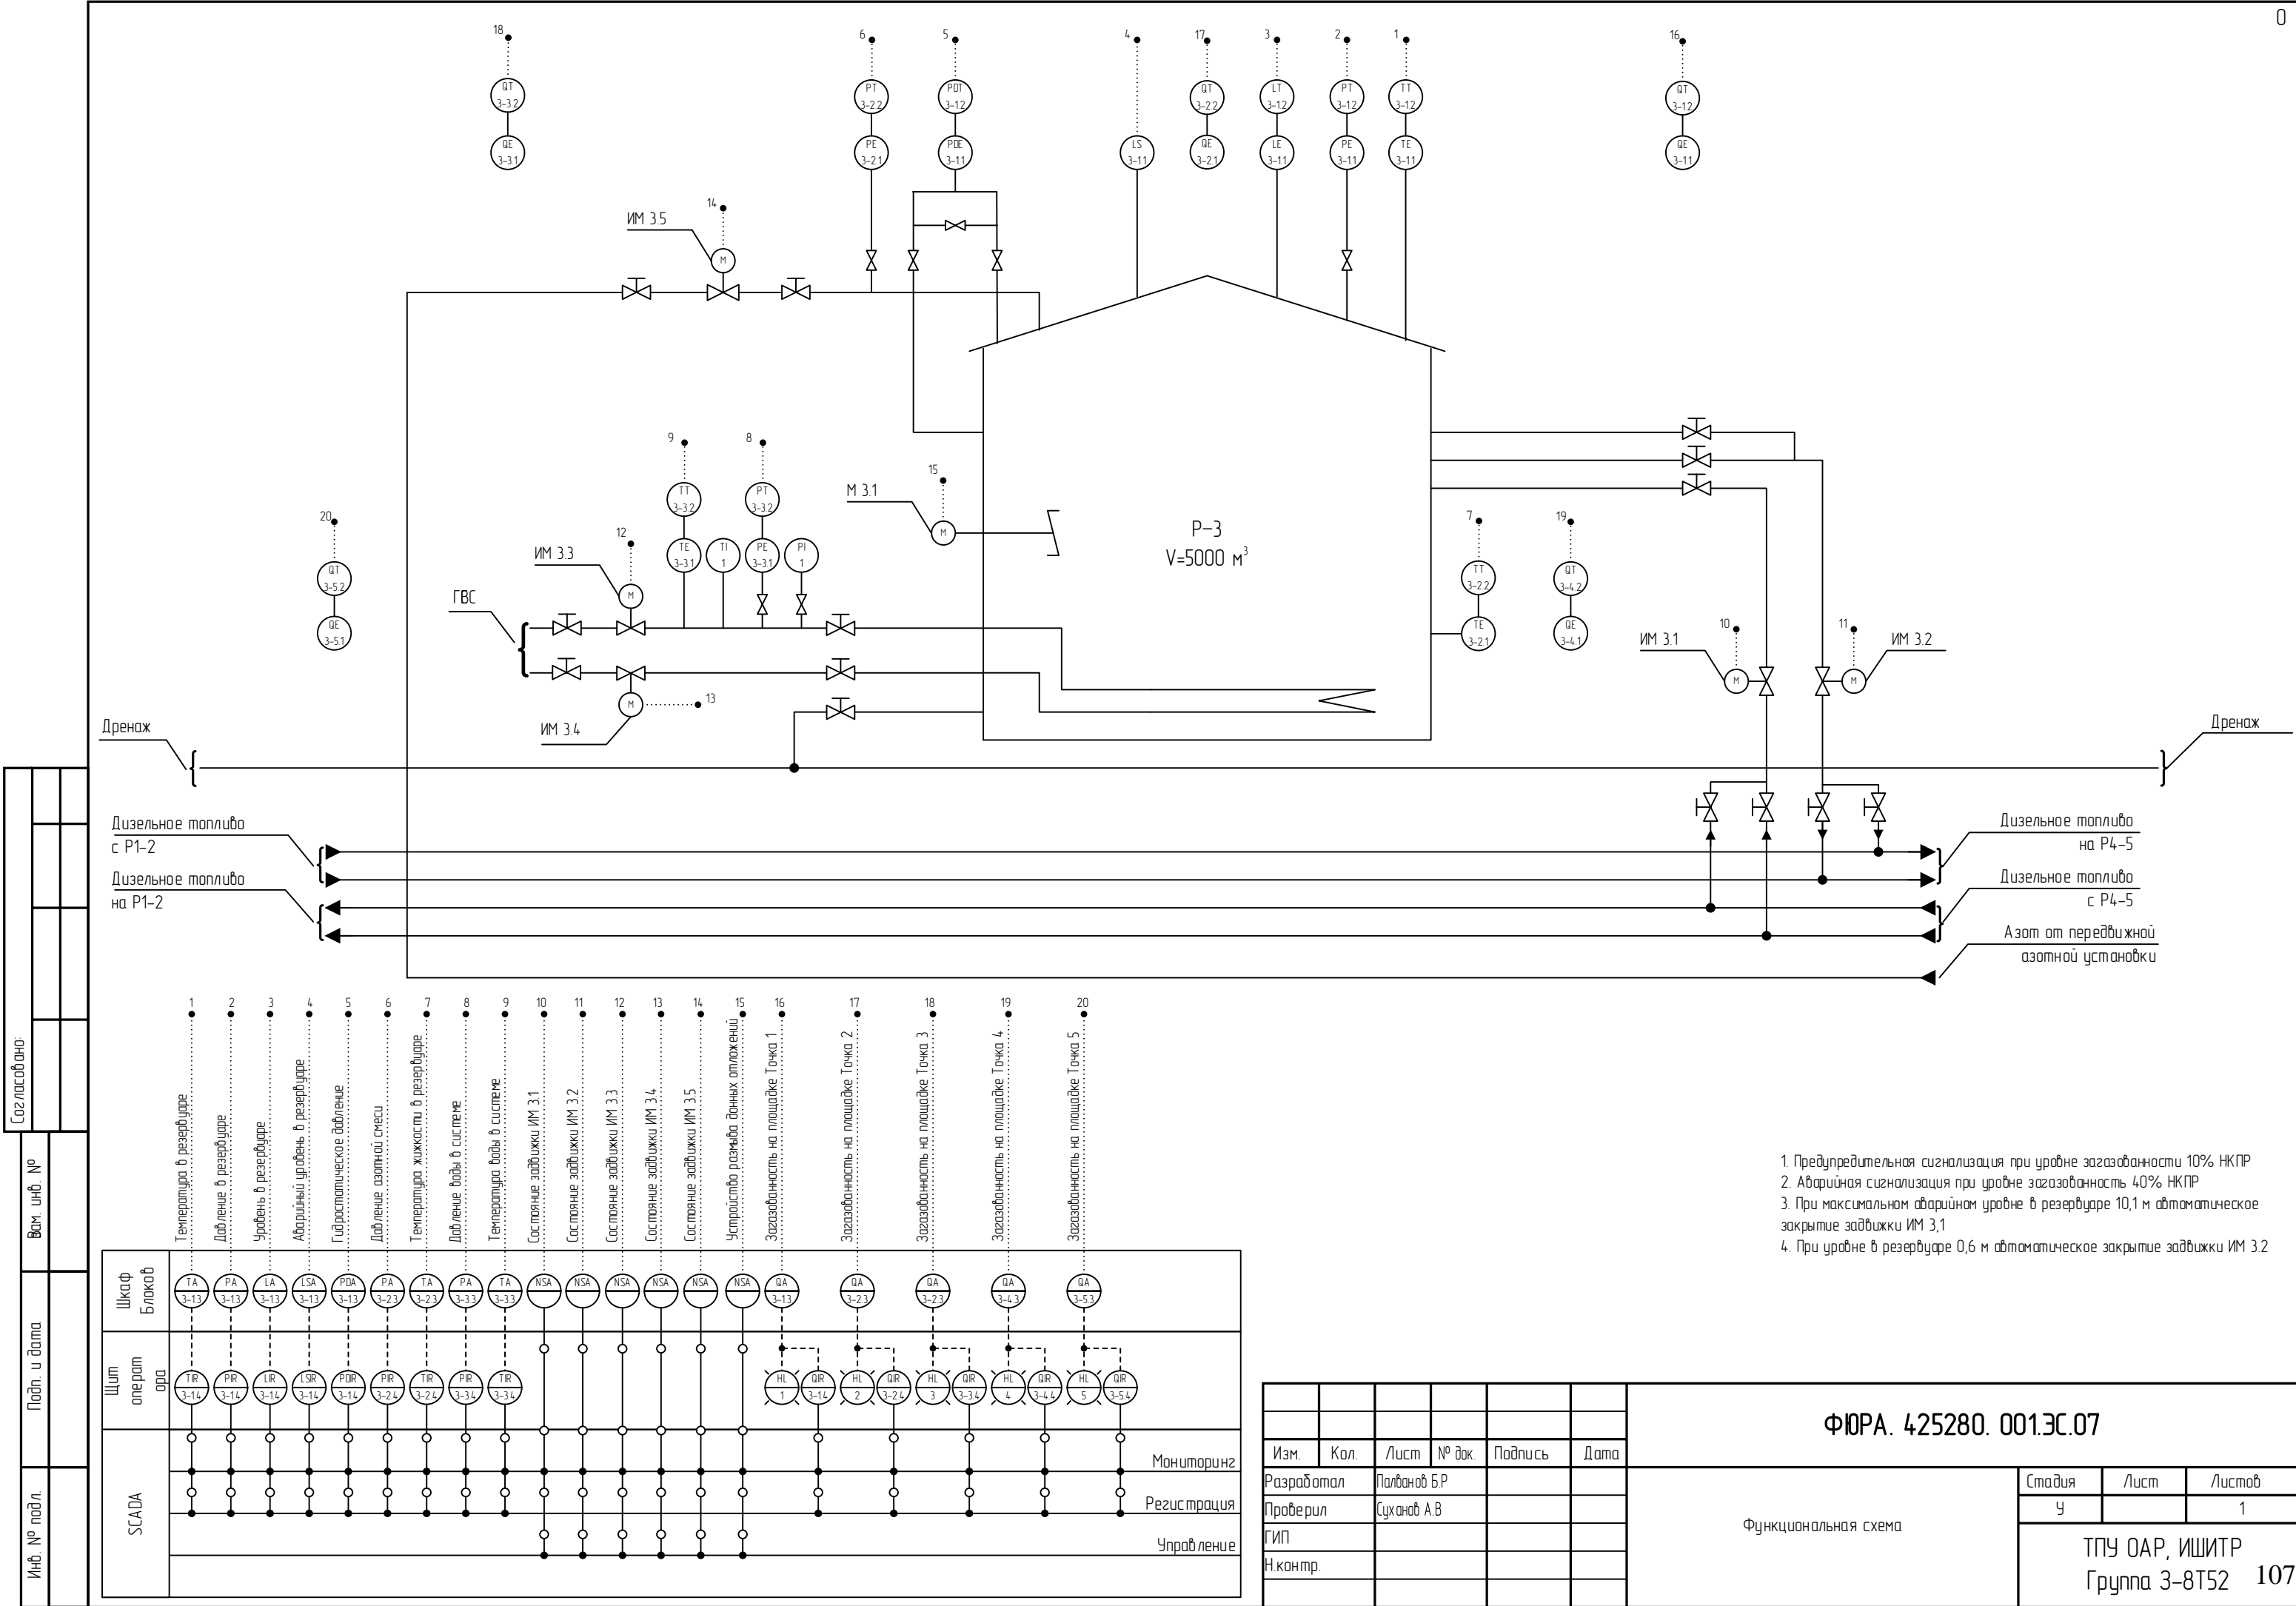 0
18
6
5
4
17
3
2
1
16
QT
3-3.2
QE
3-3.1
PT
3-2.2
PE
3-2.1
PDT
3-1.2
PDE
3-1.1
LS
3-1.1
QT
3-2.2
QE
3-2.1
LT
3-1.2
LE
3-1.1
PT
3-1.2
PE
3-1.1
TT
3-1.2
TE
3-1.1
QT
3-1.2
QE
3-1.1
ИМ 3.5
14
M
9
8
15
М 3.1
M
TT
3-3.2
TE
3-3.1
TI
1
PT
3-3.2
PE
3-3.1
PI
1
20
QT
3-5.2
QE
3-5.1
12
ИМ 3.3
M
ГВС
M
13
ИМ 3.4
Р-3
V=5000 м³
7
TT
3-2.2
TE
3-2.1
19
QT
3-4.2
QE
3-4.1
ИМ 3.1
10
M
11
M
ИМ 3.2
Дренаж
Дренаж
Дизельное топливо
с Р1-2
Дизельное топливо
на Р1-2
Дизельное топливо
на Р4-5
Дизельное топливо
с Р4-5
Азот от передвижной
азотной установки
1
2
3
4
5
6
7
8
9
10
11
12
13
14
15
16
17
18
19
20
Температура в резервуаре
Давление в резервуаре
Уровень в резервуаре
Аварийный уровень в резервуаре
Гидростатическое давление
Давление азотной смеси
Температура жижкасти в резервуаре
Давление воды в системе
Температура воды в системе
Состояние задвижки ИМ 3.1
Состояние задвижки ИМ 3.2
Состояние задвижки ИМ 3.3
Состояние задвижки ИМ 3.4
Состояние задвижки ИМ 3.5
Устройство размыва донных отложений
Загазованность на площадке Точка 1
Загазованность на площадке Точка 2
Загазованность на площадке Точка 3
Загазованность на площадке Точка 4
Загазованность на площадке Точка 5
Шкаф
Блоков
TA
3-1.3
PA
3-1.3
LA
3-1.3
LSA
3-1.3
PDA
3-1.3
PA
3-2.3
TA
3-2.3
PA
3-3.3
TA
3-3.3
NSA
NSA
NSA
NSA
NSA
NSA
QA
3-1.3
QA
3-2.3
QA
3-2.3
QA
3-4.3
QA
3-5.3
Щит
операт
ора
TIR
3-1.4
PIR
3-1.4
LIR
3-1.4
LSIR
3-1.4
PDIR
3-1.4
PIR
3-2.4
TIR
3-2.4
PIR
3-3.4
TIR
3-3.4
HL
1
QIR
3-1.4
HL
2
QIR
3-2.4
HL
3
QIR
3-3.4
HL
4
QIR
3-4.4
HL
5
QIR
3-5.4
SCADA
Мониторинг
Регистрация
Управление
1. Предупредительная сигнализация при уровне загазованности 10% НКПР
2. Аварийная сигнализация при уровне загазованность 40% НКПР
3. При максимальном аварийном уровне в резервуаре 10,1 м автоматическое
закрытие задвижки ИМ 3,1
4. При уровне в резервуаре 0,6 м автоматическое закрытие задвижки ИМ 3.2
Согласовано:
Взам. инв. №
Подп. и дата
Инв. № подл.
ФЮРА. 425280. 001.ЭС.07
Изм. Кол. Лист № док. Подпись Дата
Разработал Палванов Б.Р
Проверил Суханов А.В
ГИП
Н.контр.
Функциональная схема
Стадия Лист Листов
У 1
ТПУ ОАР, ИШИТР
Группа З-8Т52
107